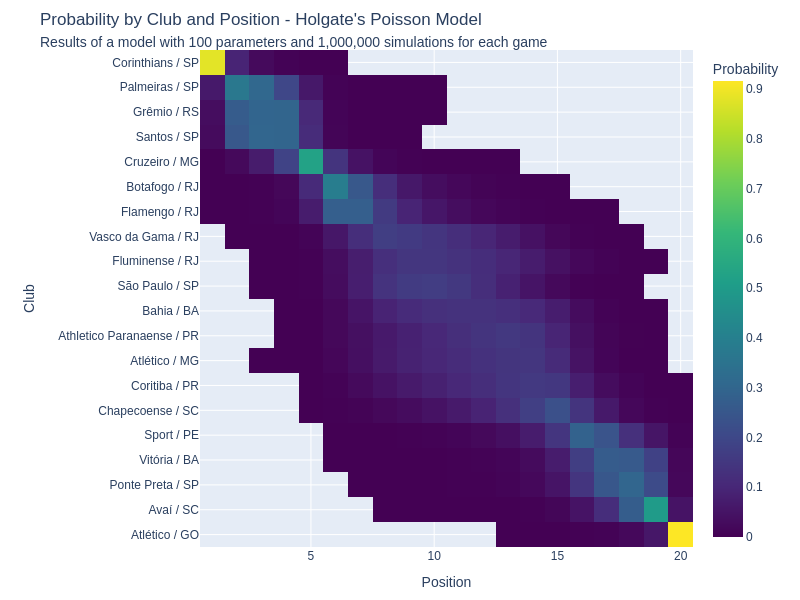 Probability by Club and Position - Holgate's Poisson Model
Results of a model with 100 parameters and 1,000,000 simulations for each game
Probability
Corinthians / SP
Palmeiras / SP
Grêmio / RS
Santos / SP
Cruzeiro / MG
Botafogo / RJ
Flamengo / RJ
Vasco da Gama / RJ
Fluminense / RJ
São Paulo / SP
Bahia / BA
Athletico Paranaense / PR
Atlético / MG
Coritiba / PR
Chapecoense / SC
Sport / PE
Vitória / BA
Ponte Preta / SP
Avaí / SC
Atlético / GO
Club
0.9
0.8
0.7
0.6
0.5
0.4
0.3
0.2
0.1
0
5 10 15 20
Position